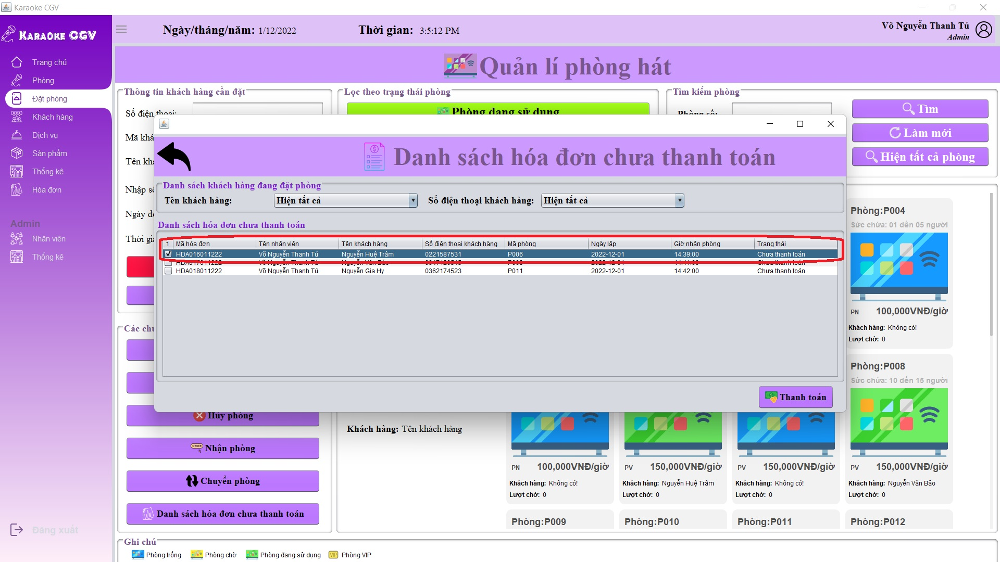 Karaoke CGV
KARAOKE CGV
Ngày/tháng/năm: 1/12/2022
Thời gian: 3:5:12 PM
Võ Nguyễn Thanh Tú
Admin
Trang chủ
Phòng
Đặt phòng
Khách hàng
Dịch vụ
Sản phẩm
Thống kê
Hóa đơn
Admin
Nhân viên
Thống kê
Đăng xuất
Quản lí phòng hát
Thông tin khách hàng cần đặt
Số điện thoại:
Mã khá
Tên khá
Nhập số
Ngày đặ
Thời gia
Lọc theo trạng thái phòng
Phòng đang sử dụng
Tìm kiếm phòng
Phòng số:
Tìm
Làm mới
Hiện tất cả phòng
Danh sách hóa đơn chưa thanh toán
Danh sách khách hàng đang đặt phòng
Tên khách hàng: Hiện tất cả Số điện thoại khách hàng: Hiện tất cả
Danh sách hóa đơn chưa thanh toán
1 Mã hóa đơn Tên nhân viên Tên khách hàng Số điện thoại khách hàng Mã phòng Ngày lập Giờ nhận phòng Trạng thái
HDA016011222 Võ Nguyễn Thanh Tú Nguyễn Huệ Trâm 0221587531 P006 2022-12-01 14:39:00 Chưa thanh toán
HDA017011222 Võ Nguyễn Thanh Tú Nguyễn Văn Bảo 2022-12-01 Chưa thanh toán
HDA018011222 Võ Nguyễn Thanh Tú Nguyễn Gia Hy 0362174523 P011 2022-12-01 14:42:00 Chưa thanh toán
Thanh toán
Các chứ
Hủy phòng
Nhận phòng
Chuyển phòng
Danh sách hóa đơn chưa thanh toán
Khách hàng: Tên khách hàng
Phòng:P004
Sức chứa: 01 đến 05 người
PN 100,000VNĐ/giờ
Khách hàng: Không có!
Lượt chờ: 0
Phòng:P008
Sức chứa: 10 đến 15 người
PN 100,000VNĐ/giờ
Khách hàng: Không có!
Lượt chờ: 0
PV 150,000VNĐ/giờ
Khách hàng: Nguyễn Huệ Trâm
Lượt chờ: 0
PV 150,000VNĐ/giờ
Khách hàng: Không có!
Lượt chờ: 0
PV 150,000VNĐ/giờ
Khách hàng: Nguyễn Văn Bảo
Lượt chờ: 0
Phòng:P009
Phòng:P010
Phòng:P011
Phòng:P012
Ghi chú
Phòng trống
Phòng chờ
Phòng đang sử dụng
VIP Phòng VIP